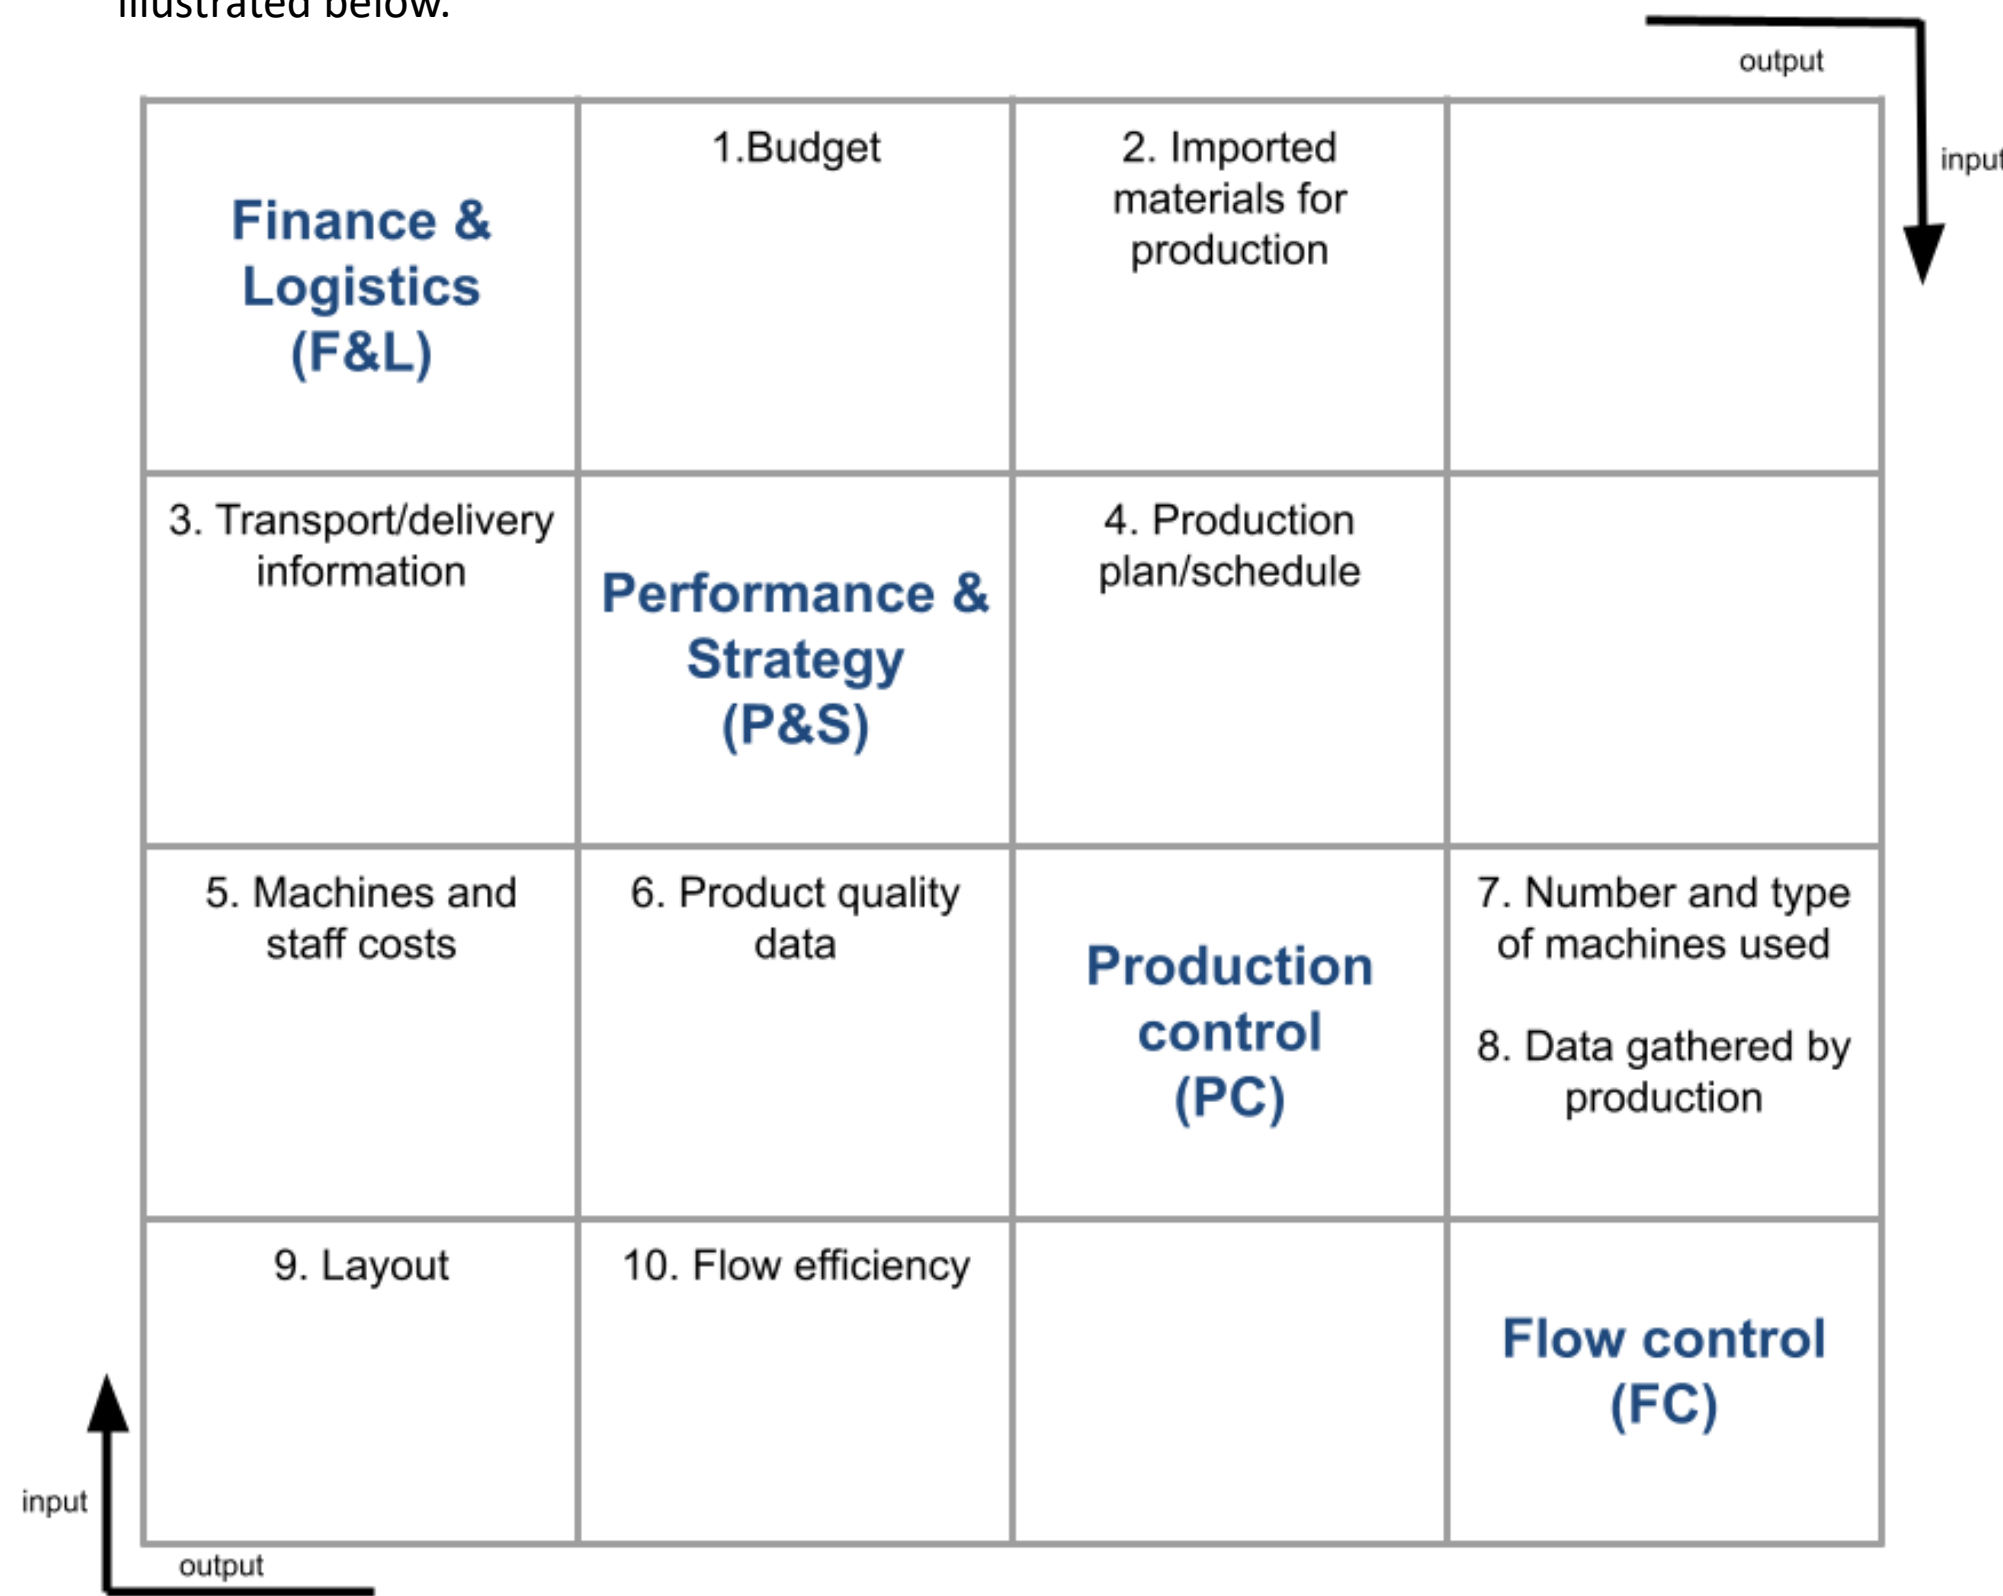 illustrated below.
output
input
Finance &
Logistics
(F&L)
1.Budget
2. Imported
materials for
production
3. Transport/delivery
information
Performance &
Strategy
(P&S)
4. Production
plan/schedule
5. Machines and
staff costs
6. Product quality
data
Production
control
(PC)
7. Number and type
of machines used
8. Data gathered by
production
9. Layout
10. Flow efficiency
Flow control
(FC)
input
output